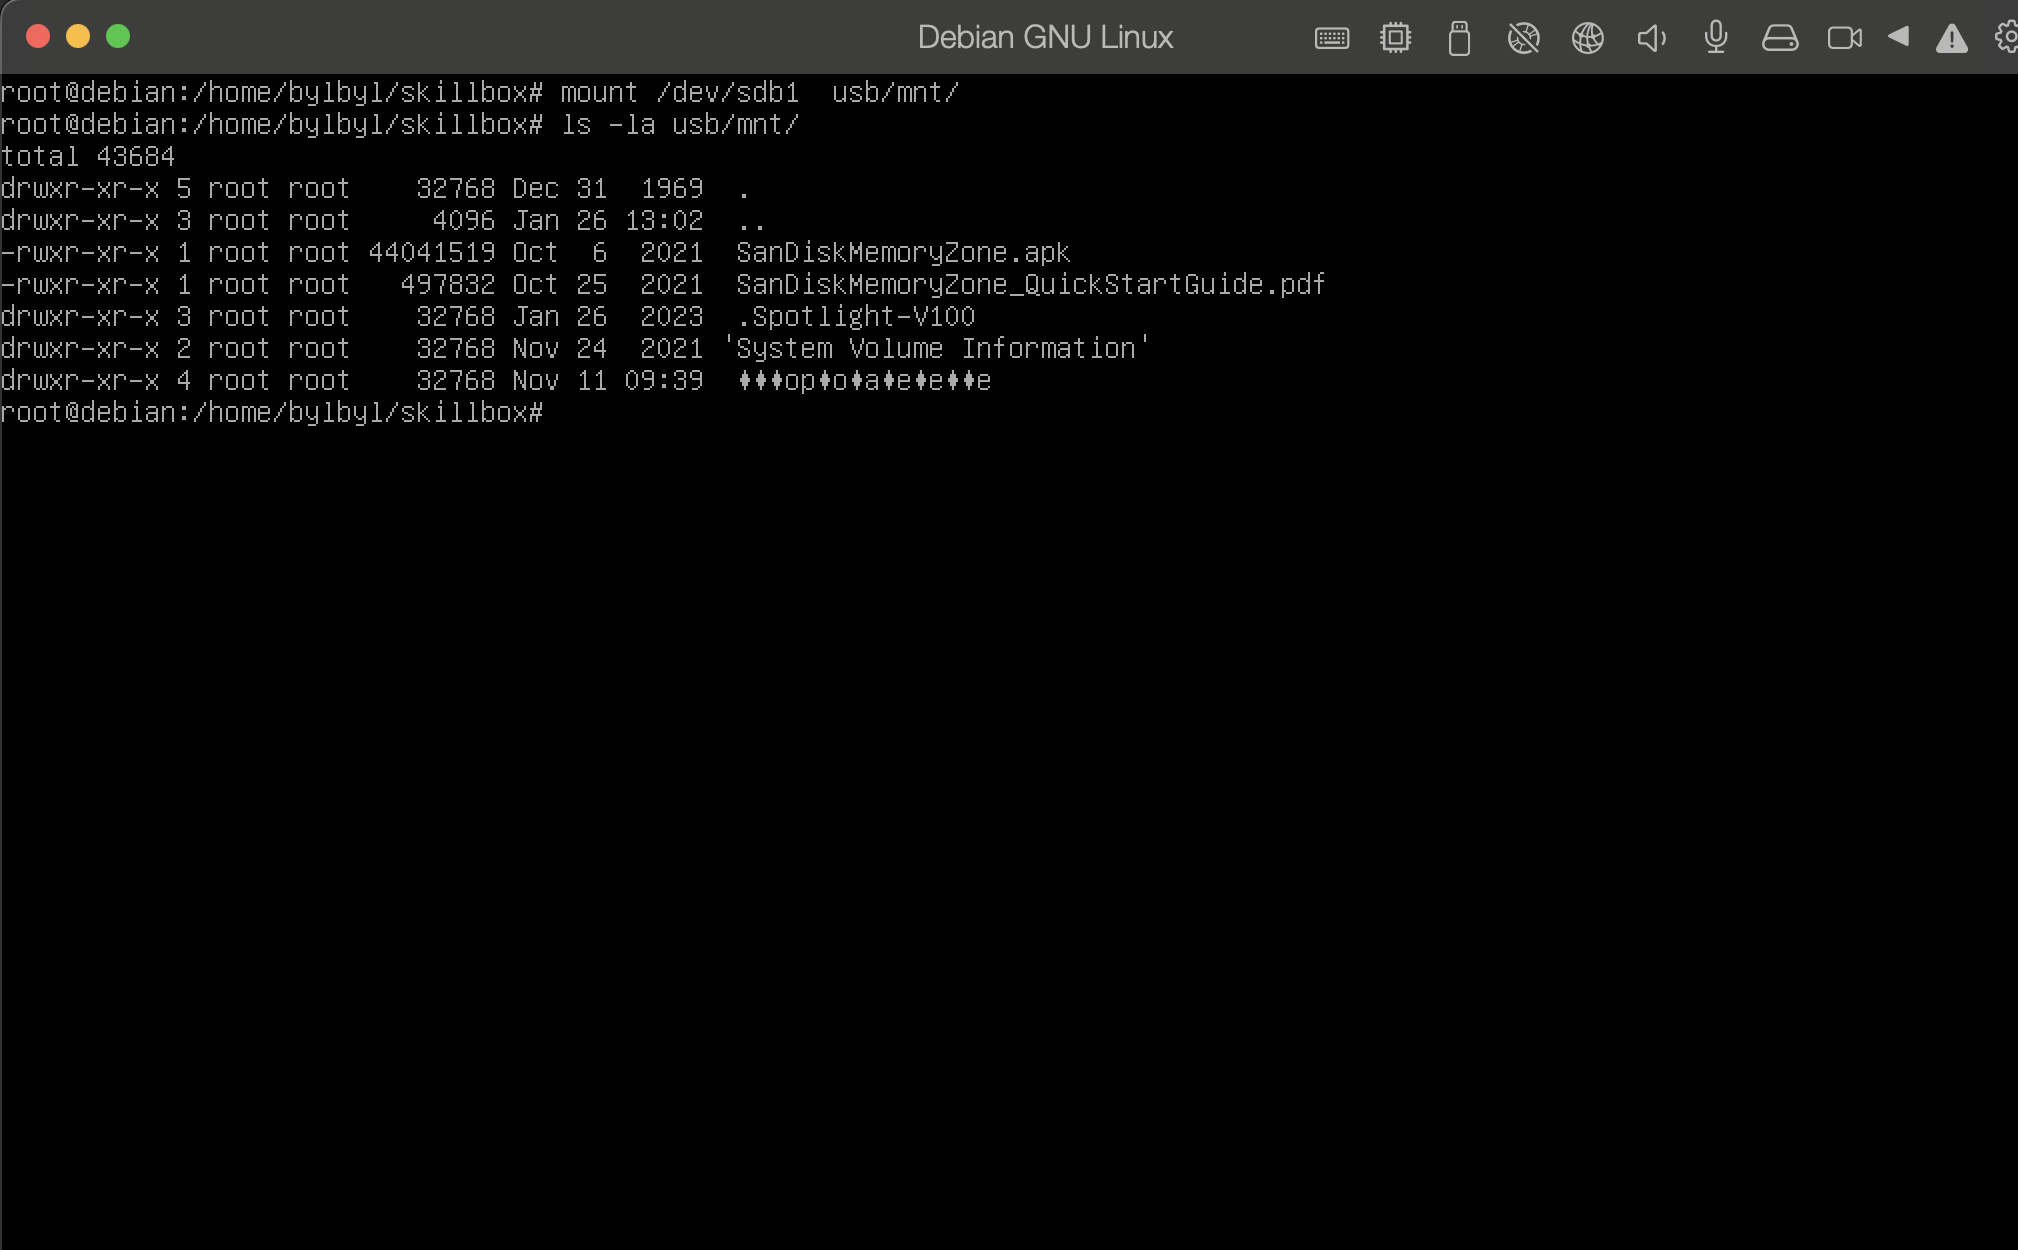 Debian GNU Linux
root@debian:/home/bylbyl/skillbox# mount /dev/sdb1  usb/mnt/
root@debian:/home/bylbyl/skillbox# ls -la usb/mnt/
total 43684
drwxr-xr-x 5 root root    32768 Dec 31  1969  .
drwxr-xr-x 3 root root     4096 Jan 26 13:02  ..
-rwxr-xr-x 1 root root 44041519 Oct  6  2021  SanDiskMemoryZone.apk
-rwxr-xr-x 1 root root   497832 Oct 25  2021  SanDiskMemoryZone_QuickStartGuide.pdf
drwxr-xr-x 3 root root    32768 Jan 26  2023  .Spotlight-V100
drwxr-xr-x 2 root root    32768 Nov 24  2021 'System Volume Information'
drwxr-xr-x 4 root root    32768 Nov 11 09:39  ♦♦♦op♦o♦a♦e♦e♦♦e
root@debian:/home/bylbyl/skillbox#